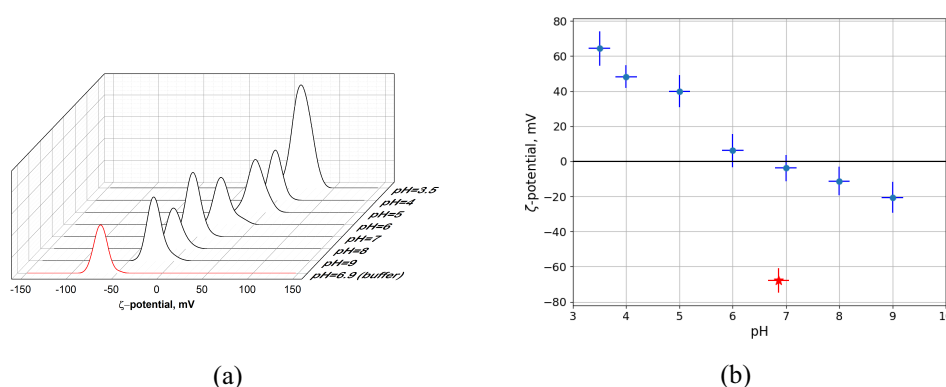 pH=3.5
pH=4
pH=5
pH=6
pH=7
pH=8
pH=9
pH=6.9 (buffer)
-150 -100 -50 0 50 100 150
ζ-potential, mV
(a)
80
60
40
20
0
−20
−40
−60
−80
ζ-potential, mV
3 4 5 6 7 8 9 10
pH
(b)